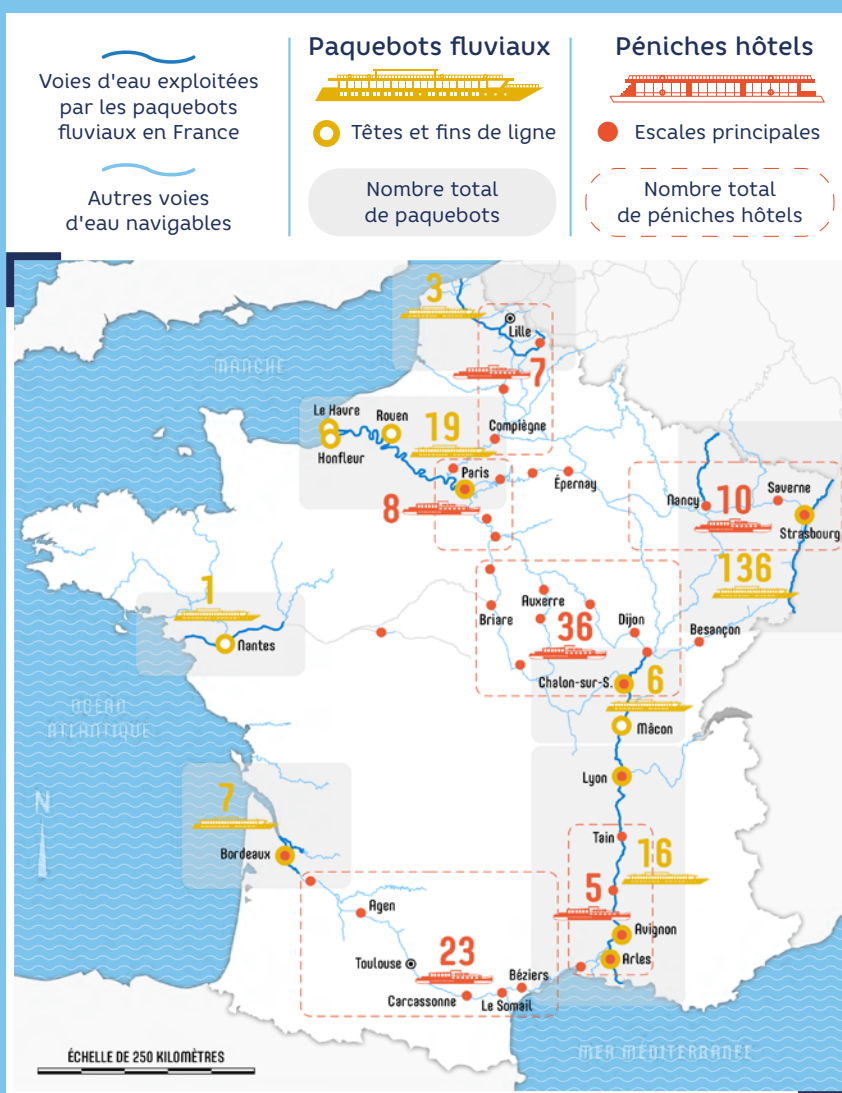 Voies d'eau exploitées
par les paquebots
fluviaux en France
Autres voies
d'eau navigables
Paquebots fluviaux
Têtes et fins de ligne
Nombre total
de paquebots
Péniches hôtels
Escales principales
Nombre total
de péniches hôtels
3
Lille
MANCHE
7
Le Havre
Rouen
19
Compiègne
Honfleur
Paris
Épernay
8
Nancy
10
Saverne
Strasbourg
136
1
Auxerre
Briare
36
Dijon
Besançon
Nantes
Chalon-sur-S.
6
OCÉAN
ATLANTIQUE
Mâcon
Lyon
N
7
Bordeaux
Tain
16
5
Agen
Avignon
Toulouse
23
Arles
Béziers
Carcassonne
Le Somail
ÉCHELLE DE 250 KILOMÈTRES
MER MÉDITERRANÉE